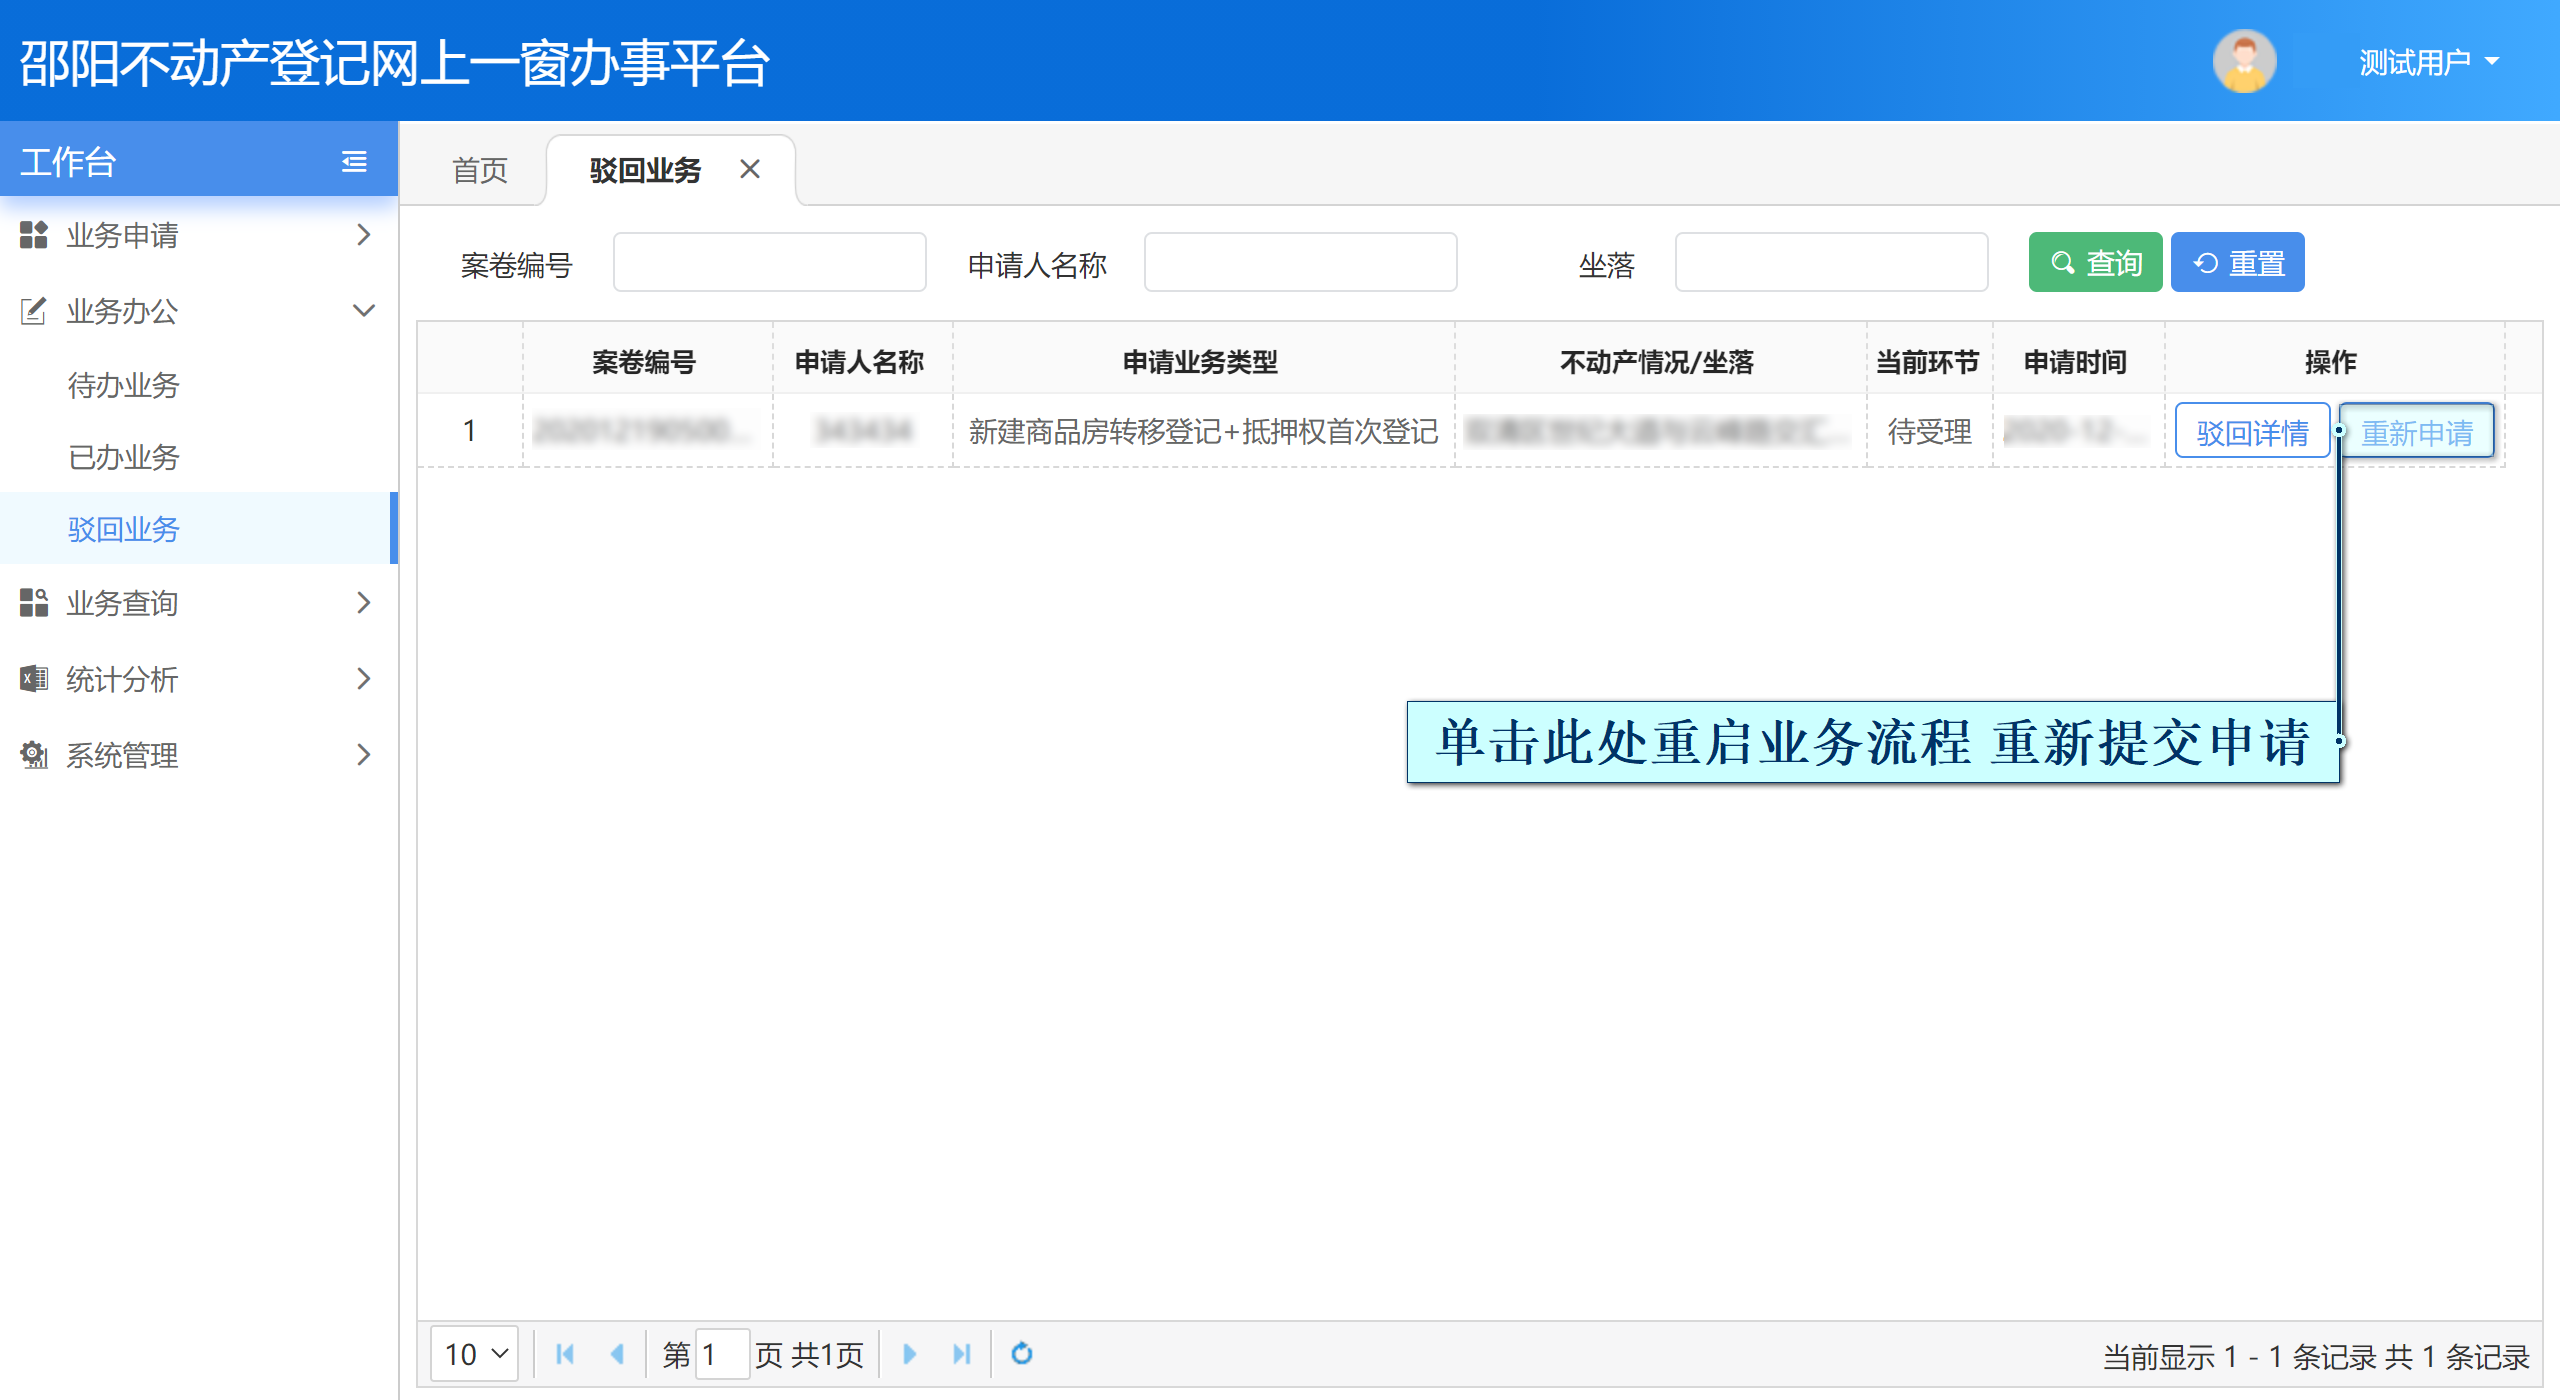 邵阳不动产登记网上一窗办事平台
测试用户
工作台
首页
驳回业务
业务申请
业务办公
待办业务
已办业务
驳回业务
业务查询
统计分析
系统管理
案卷编号
申请人名称
坐落
查询
重置
案卷编号 申请人名称 申请业务类型 不动产情况/坐落 当前环节 申请时间 操作
1 新建商品房转移登记+抵押权首次登记 待受理 驳回详情 重新申请
单击此处重启业务流程 重新提交申请
10 第 1 页 共1页
当前显示 1 - 1 条记录 共 1 条记录